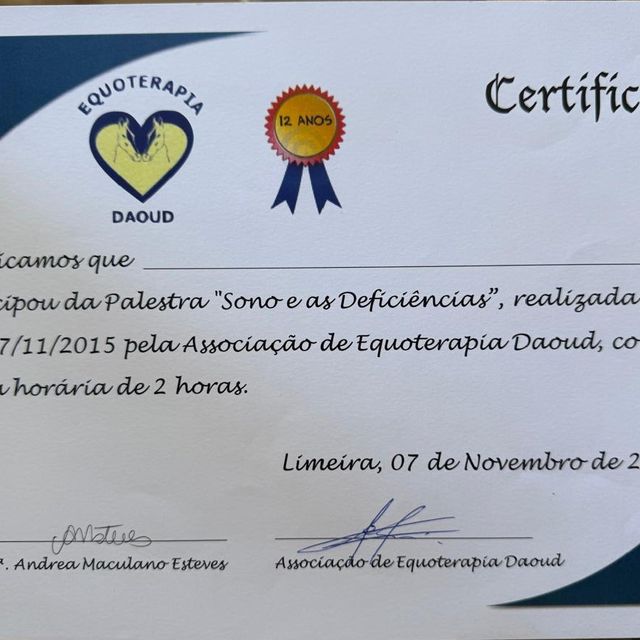 EQUOTERAPIA
DAOUD
12 ANOS
Certific
icamos que
cipou da Palestra "Sono e as Deficiências”, realizada
7/11/2015 pela Associação de Equoterapia Daoud, co
a horária de 2 horas.
Limeira, 07 de Novembro de 2
ª. Andrea Maculano Esteves
Associação de Equoterapia Daoud